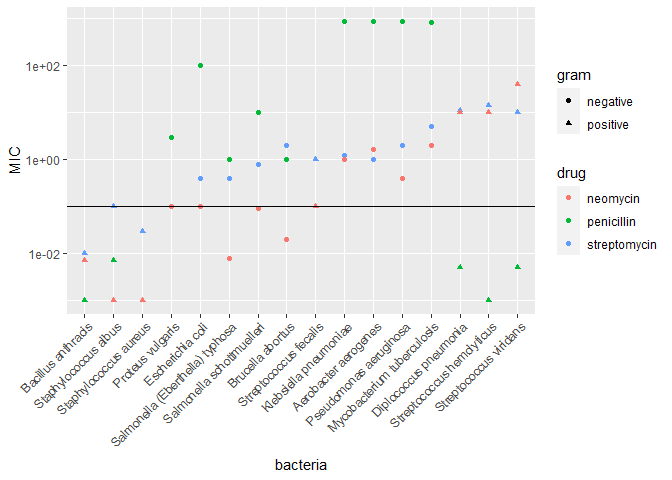 MIC
1e+02
1e+00
1e-02
Bacillus anthracis
Staphylococcus albus
Staphylococcus aureus
Proteus vulgaris
Escherichia coli
Salmonella (Eberthella) typhosa
Salmonella schottmuelleri
Brucella abortus
Streptococcus fecalis
Klebsiella pneumoniae
Aerobacter aerogenes
Pseudomonas aeruginosa
Mycobacterium tuberculosis
Diplococcus pneumonia
Streptococcus hemolyticus
Streptococcus viridans
bacteria
gram
negative
positive
drug
neomycin
penicillin
streptomycin